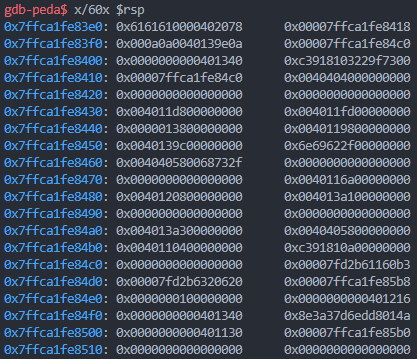 gdb-peda$ x/60x $rsp
0x7ffca1fe83e0: 0x6161610000402078 0x00007ffca1fe8418
0x7ffca1fe83f0: 0x000a0a0040139e0a 0x00007ffca1fe84c0
0x7ffca1fe8400: 0x0000000000401340 0xc3918103229f7300
0x7ffca1fe8410: 0x00007ffca1fe84c0 0x0040404000000000
0x7ffca1fe8420: 0x0000000000000000 0x0000000000000000
0x7ffca1fe8430: 0x004011d800000000 0x004011fd00000000
0x7ffca1fe8440: 0x0000013800000000 0x0040119800000000
0x7ffca1fe8450: 0x0040139c00000000 0x6e69622f00000000
0x7ffca1fe8460: 0x004040580068732f 0x0000000000000000
0x7ffca1fe8470: 0x0000000000000000 0x0040116a00000000
0x7ffca1fe8480: 0x0040120800000000 0x004013a100000000
0x7ffca1fe8490: 0x0000000000000000 0x0000000000000000
0x7ffca1fe84a0: 0x004013a300000000 0x0040405800000000
0x7ffca1fe84b0: 0x0040110400000000 0xc391810a00000000
0x7ffca1fe84c0: 0x0000000000000000 0x00007fd2b61160b3
0x7ffca1fe84d0: 0x00007fd2b6320620 0x00007ffca1fe85b8
0x7ffca1fe84e0: 0x0000000100000000 0x0000000000401216
0x7ffca1fe84f0: 0x0000000000401340 0x8e3a37d6edd8014a
0x7ffca1fe8500: 0x0000000000401130 0x00007ffca1fe85b0
0x7ffca1fe8510: 0x0000000000000000 0x0000000000000000